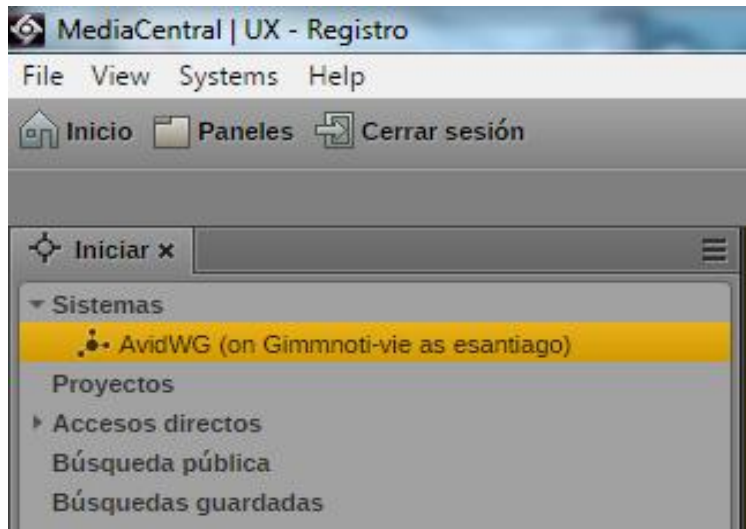 MediaCentral | UX - Registro
File View Systems Help
Inicio Paneles Cerrar sesión
Iniciar
Sistemas
AvidWG (on Gimmnoti-vie as esantiago)
Proyectos
Accesos directos
Búsqueda pública
Búsquedas guardadas